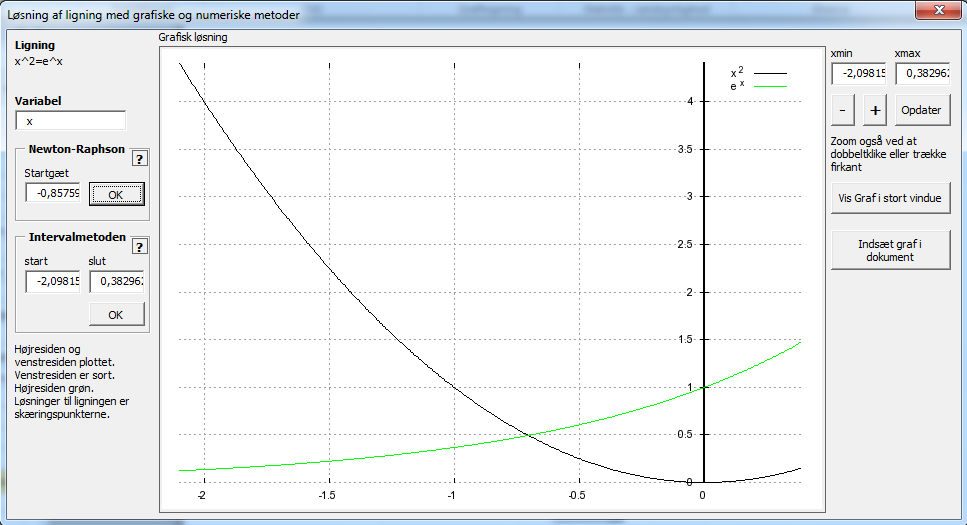 Løsning af ligning med grafiske og numeriske metoder
Ligning
x^2=e^x
Variabel
x
Newton-Raphson
?
Startgæt
-0,85759
OK
Intervalmetoden
?
start slut
-2,0981 0,38296
OK
Højresiden og
venstresiden plottet.
Venstresiden er sort.
Højresiden grøn.
Løsninger til ligningen er
skæringspunkterne.
Grafisk løsning
x^2
e^x
4
3.5
3
2.5
2
1.5
1
0.5
0
-2 -1.5 -1 -0.5 0
xmin xmax
-2,0981 0,38296
- + Opdater
Zoom også ved at
dobbeltklike eller trække
firkant
Vis Graf i stort vindue
Indsæt graf i
dokument